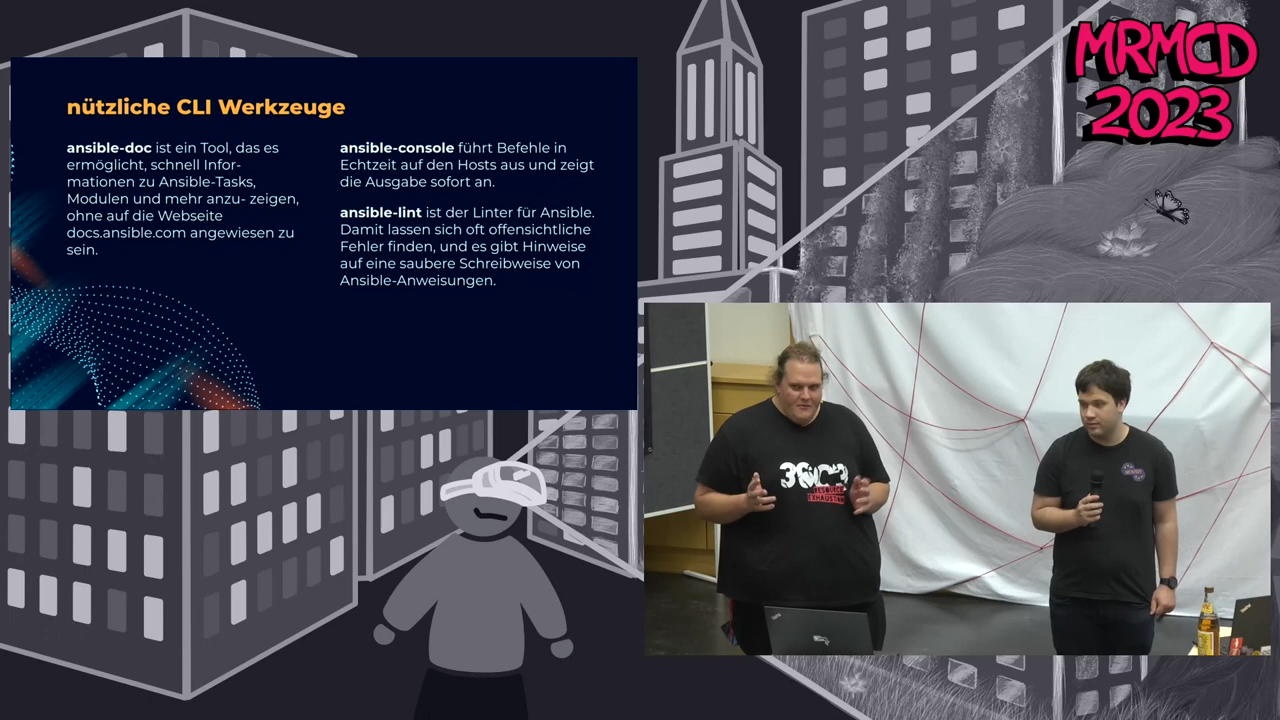 MRMCD
2023
nützliche CLI Werkzeuge
ansible-doc ist ein Tool, das es
ermöglicht, schnell Infor-
mationen zu Ansible-Tasks,
Modulen und mehr anzu- zeigen,
ohne auf die Webseite
docs.ansible.com angewiesen zu
sein.
ansible-console führt Befehle in
Echtzeit auf den Hosts aus und zeigt
die Ausgabe sofort an.
ansible-lint ist der Linter für Ansible.
Damit lassen sich oft offensichtliche
Fehler finden, und es gibt Hinweise
auf eine saubere Schreibweise von
Ansible-Anweisungen.